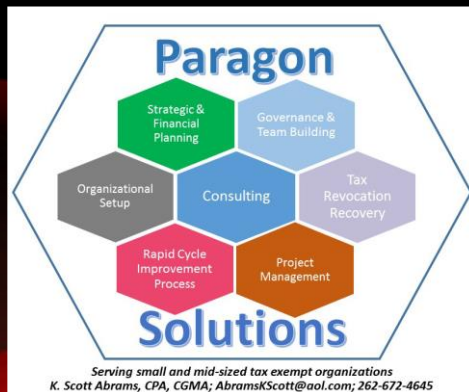 Paragon
Strategic &
Financial
Planning
Governance &
Team Building
Organizational
Setup
Consulting
Tax
Revocation
Recovery
Rapid Cycle
Improvement
Process
Project
Management
Solutions
Serving small and mid-sized tax exempt organizations
K. Scott Abrams, CPA, CGMA; AbramsKScott@aol.com; 262-672-4645